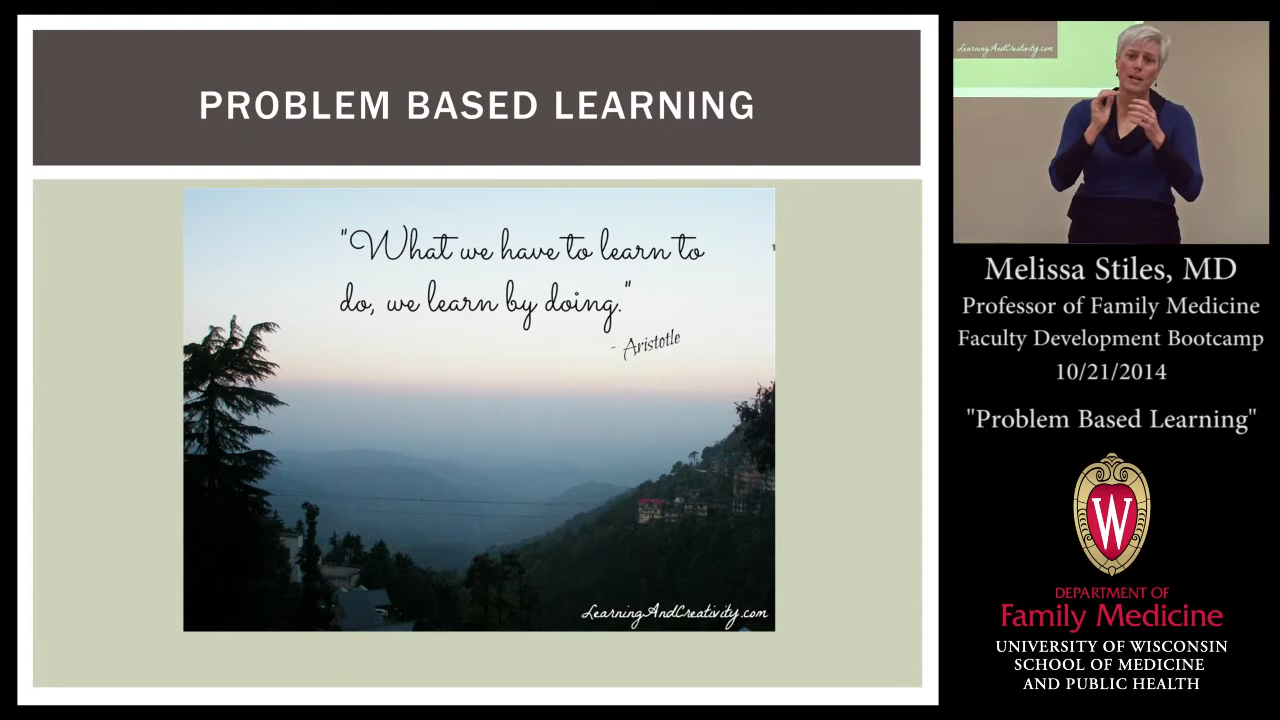 PROBLEM BASED LEARNING
"What we have to learn to
do, we learn by doing."
- Aristotle
LearningAndCreativity.com
LearningAndCreativity.com
Melissa Stiles, MD
Professor of Family Medicine
Faculty Development Bootcamp
10/21/2014
"Problem Based Learning"
W
DEPARTMENT OF
Family Medicine
UNIVERSITY OF WISCONSIN
SCHOOL OF MEDICINE
AND PUBLIC HEALTH